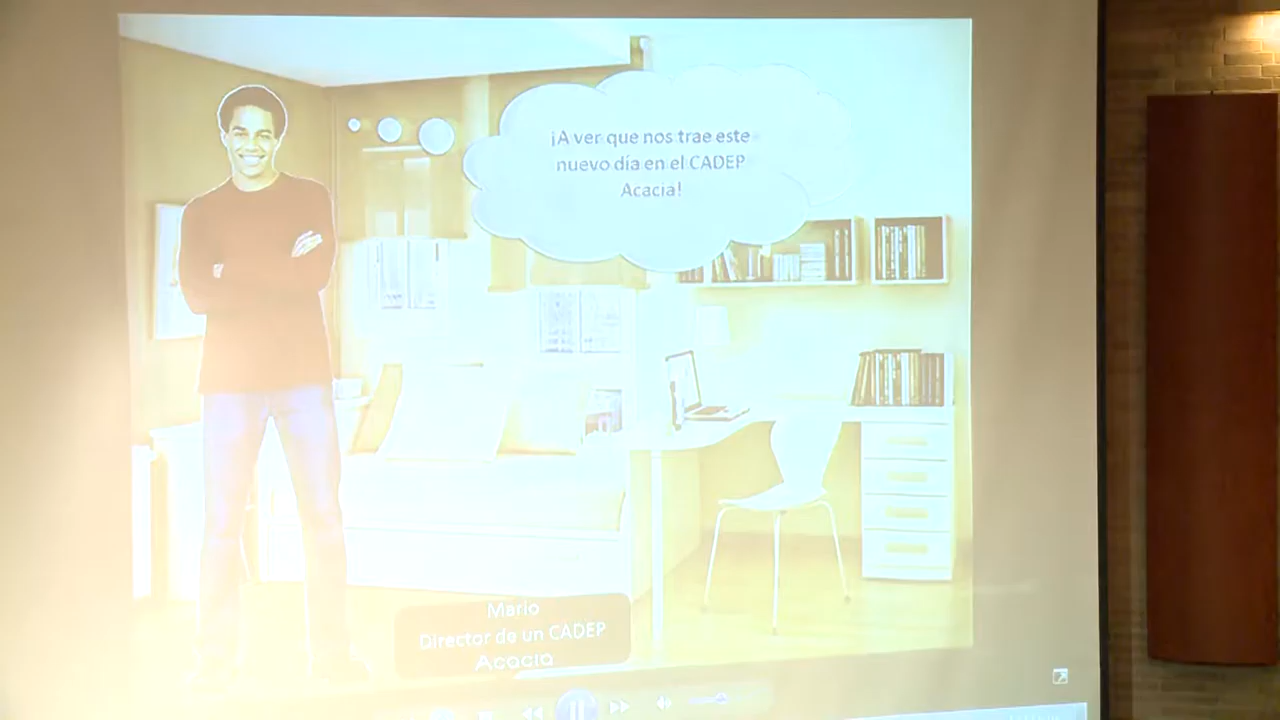 ¡A ver que nos trae este
nuevo día en el CADEP
Acacia!
Mario
Director de un CADEP
Acacia